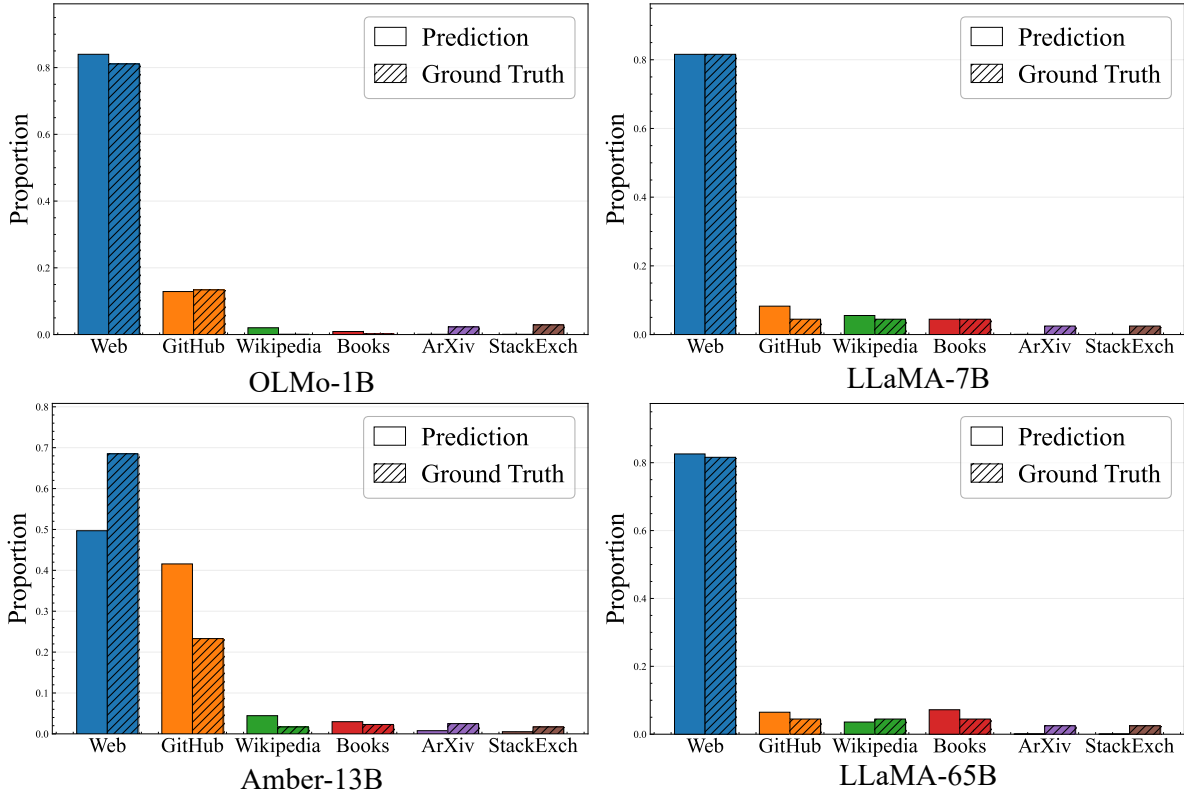 Proportion
0.8
0.6
0.4
0.2
0.0
Prediction
Ground Truth
Web GitHub Wikipedia Books ArXiv StackExch
OLMo-1B
Proportion
0.8
0.6
0.4
0.2
0.0
Prediction
Ground Truth
Web GitHub Wikipedia Books ArXiv StackExch
LLaMA-7B
Proportion
0.8
0.7
0.6
0.5
0.4
0.3
0.2
0.1
0.0
Prediction
Ground Truth
Web GitHub Wikipedia Books ArXiv StackExch
Amber-13B
Proportion
0.8
0.6
0.4
0.2
0.0
Prediction
Ground Truth
Web GitHub Wikipedia Books ArXiv StackExch
LLaMA-65B